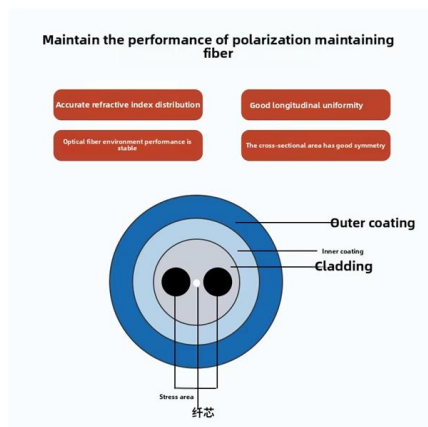 Maintain the performance of polarization maintaining
fiber
Accurate refractive index distribution
Good longitudinal uniformity
Optical fiber environment performance is
stable
The cross-sectional area has good symmetry
Outer coating
Inner coating
Cladding
Stress area
纤芯